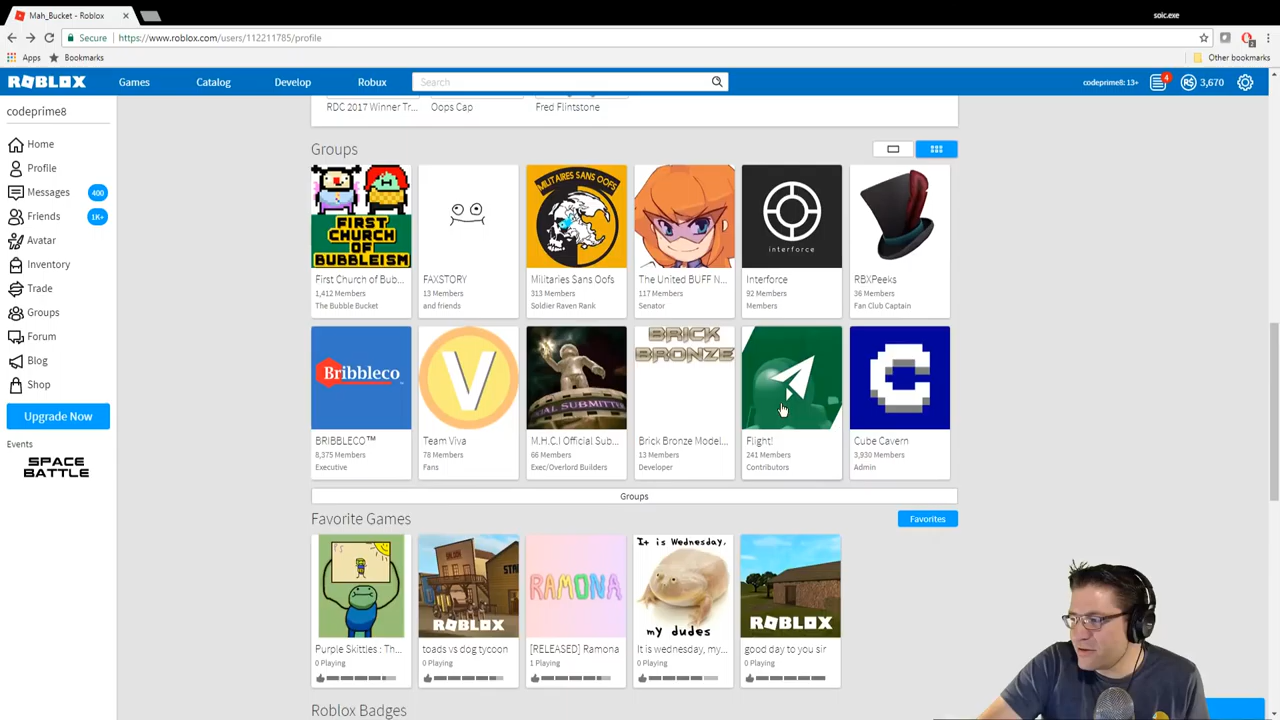 Mah_Bucket - Roblox
soic.exe
Secure
https://www.roblox.com/users/112211785/profile
Apps
Bookmarks
Other bookmarks
ROBLOX
Games
Catalog
Develop
Robux
Search
codeprime8: 13+
4
R$ 3,670
codeprime8
Home
Profile
Messages 400
Friends 1K+
Avatar
Inventory
Trade
Groups
Forum
Blog
Shop
Upgrade Now
Events
SPACE
BATTLE
RDC 2017 Winner Tr...
Oops Cap
Fred Flintstone
Groups
FIRST
CHURCH
OF
BUBBLEISM
MILITAIRES SANS OOFS
interforce
First Church of Bub...
1,412 Members
The Bubble Bucket
FAXSTORY
13 Members
and friends
Militaries Sans Oofs
313 Members
Soldier Raven Rank
The United BUFF N...
117 Members
Senator
Interforce
92 Members
Members
RBXPeeks
36 Members
Fan Club Captain
Bribbleco
V
IAL SUBMITTE
BRICK
BRONZE
C
BRIBBLECO™
8,375 Members
Executive
Team Viva
78 Members
Fans
M.H.C.I Official Sub...
66 Members
Exec/Overlord Builders
Brick Bronze Model...
13 Members
Developer
Flight!
241 Members
Contributors
Cube Cavern
3,930 Members
Admin
Groups
Favorite Games
Favorites
ROBLOX
RAMONA
It is Wednesday,
my dudes
ROBLOX
Purple Skittles : Th...
0 Playing
toads vs dog tycoon
0 Playing
[RELEASED] Ramona
1 Playing
It is wednesday, my...
0 Playing
good day to you sir
0 Playing
Roblox Badges